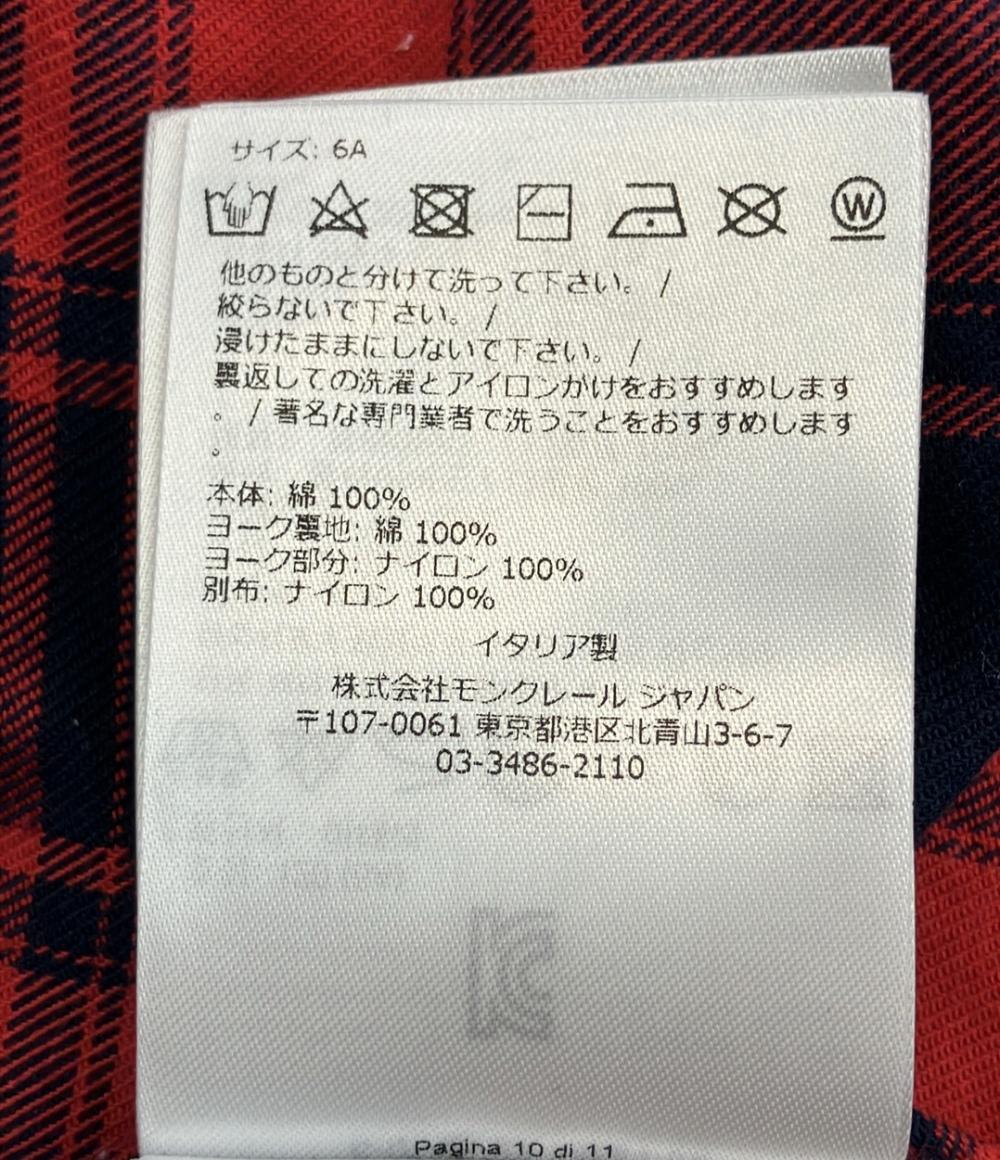 サイズ: 6A
W
他のものと分けて洗って下さい。 /
絞らないで下さい。 /
浸けたままにしないで下さい。 /
裏返しての洗濯とアイロンがけをおすすめします
。 / 著名な専門業者で洗うことをおすすめします
。
本体: 綿 100%
ヨーク裏地: 綿 100%
ヨーク部分: ナイロン 100%
別布: ナイロン 100%
イタリア製
株式会社モンクレール ジャパン
〒107-0061 東京都港区北青山3-6-7
03-3486-2110
Pagina 10 di 11